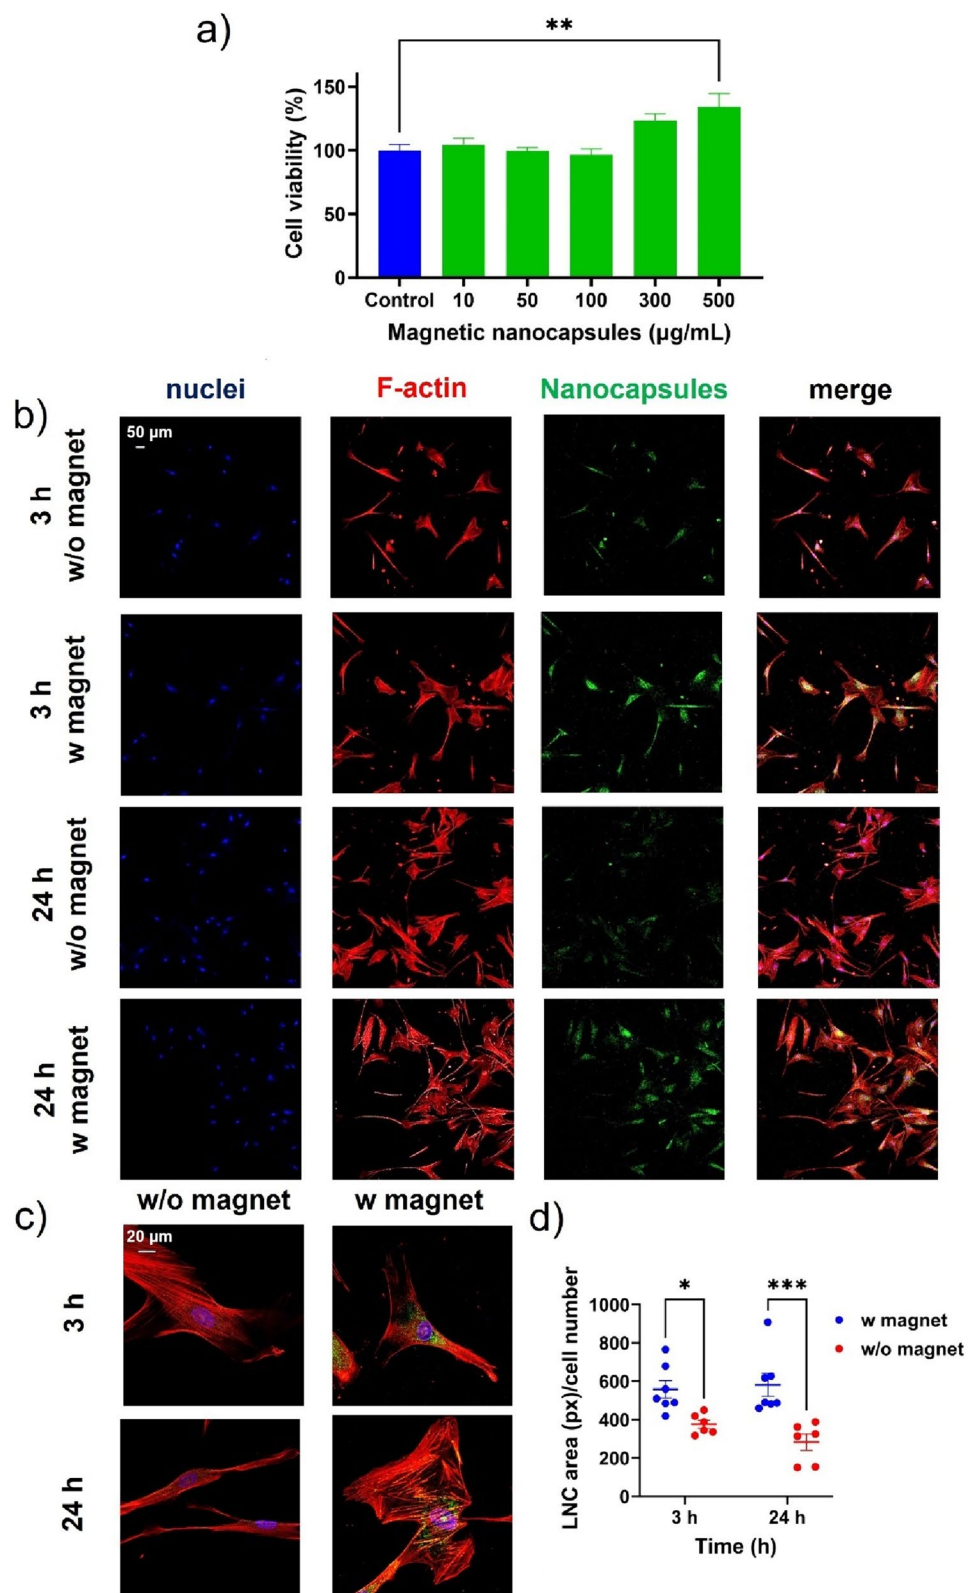 a)
**
Cell viability (%)
150
100
50
0
Control 10 50 100 300 500
Magnetic nanocapsules (µg/mL)
b)
nuclei F-actin Nanocapsules merge
50 µm
3 h
w/o magnet
3 h
w magnet
24 h
w/o magnet
24 h
w magnet
c)
w/o magnet w magnet
20 µm
3 h
24 h
d)
LNC area (px)/cell number
1000
800
600
400
200
0
* ***
w magnet
w/o magnet
3 h 24 h
Time (h)